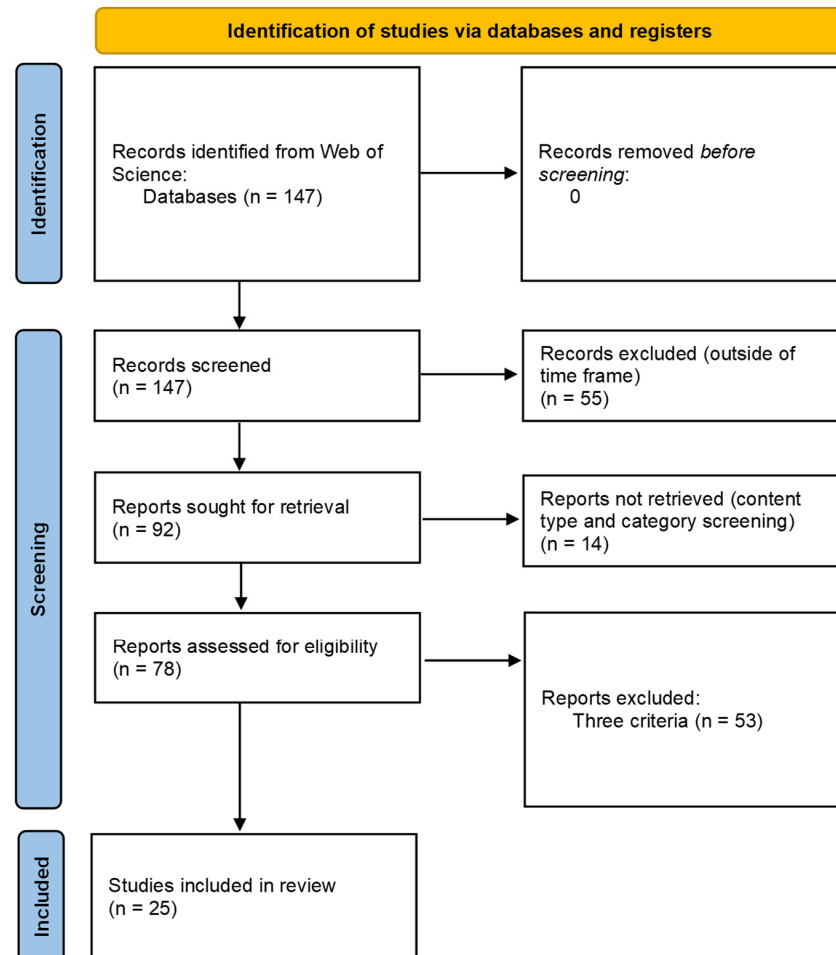 Identification of studies via databases and registers
Identification
Records identified from Web of
Science:
Databases (n = 147)
Records removed before
screening:
0
Screening
Records screened
(n = 147)
Records excluded (outside of
time frame)
(n = 55)
Reports sought for retrieval
(n = 92)
Reports not retrieved (content
type and category screening)
(n = 14)
Reports assessed for eligibility
(n = 78)
Reports excluded:
Three criteria (n = 53)
Included
Studies included in review
(n = 25)